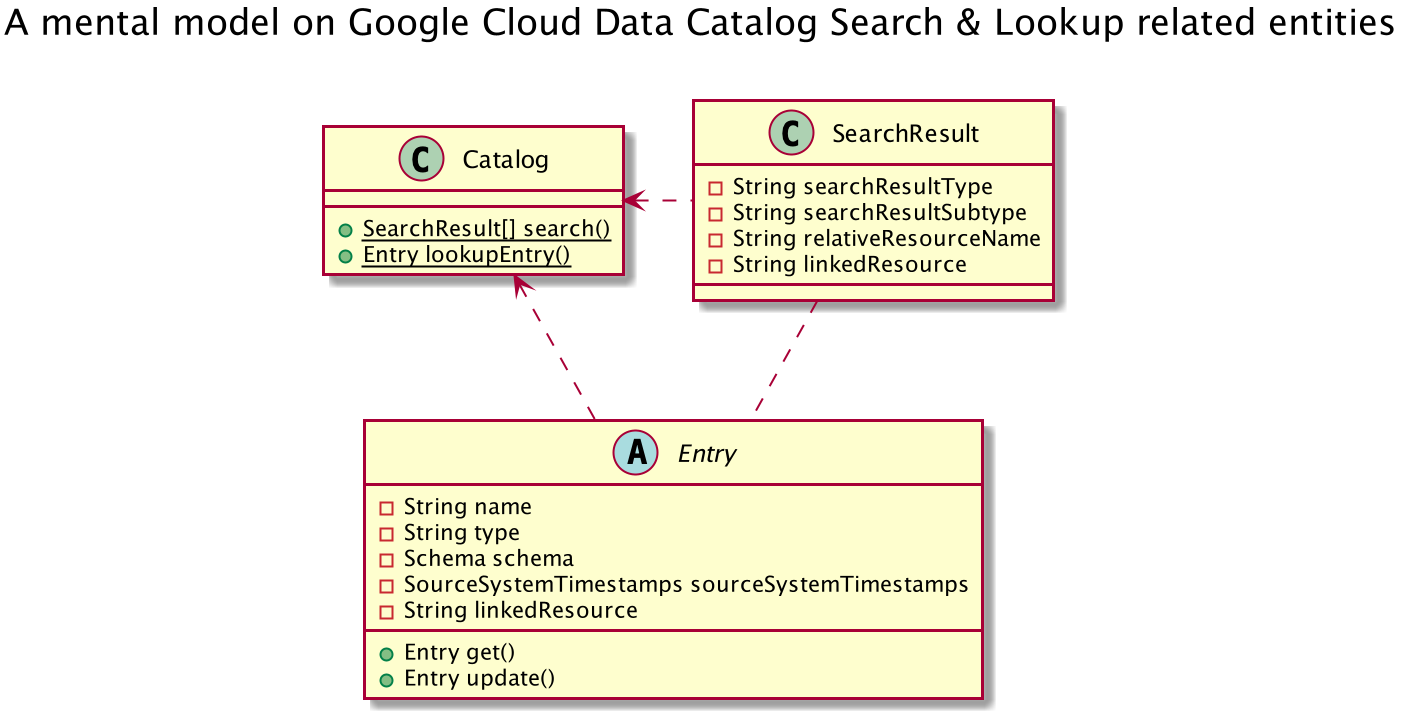 A mental model on Google Cloud Data Catalog Search & Lookup related entities
C Catalog
SearchResult[] search()
Entry lookupEntry()
C SearchResult
String searchResultType
String searchResultSubtype
String relativeResourceName
String linkedResource
A Entry
String name
String type
Schema schema
SourceSystemTimestamps sourceSystemTimestamps
String linkedResource
Entry get()
Entry update()